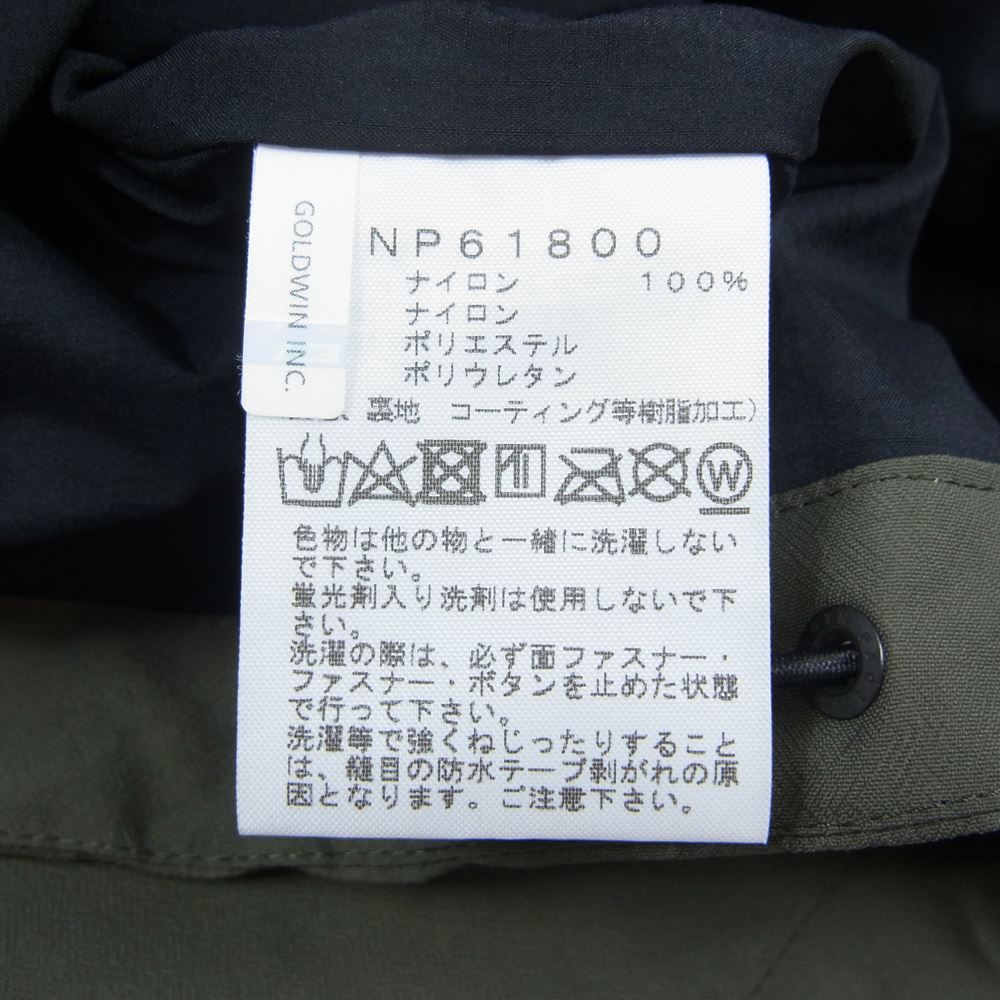 GOLDWIN INC.
NP61800
ナイロン 100%
ナイロン
ポリエステル
ポリウレタン
裏地 コーティング等樹脂加工)
W
色物は他の物と一緒に洗濯しない
で下さい。
蛍光剤入り洗剤は使用しないで下
さい。
洗濯の際は、必ず面ファスナー・
ファスナー・ボタンを止めた状態
で行って下さい。
洗濯等で強くねじったりすること
は、縫目の防水テープ剥がれの原
因となります。ご注意下さい。